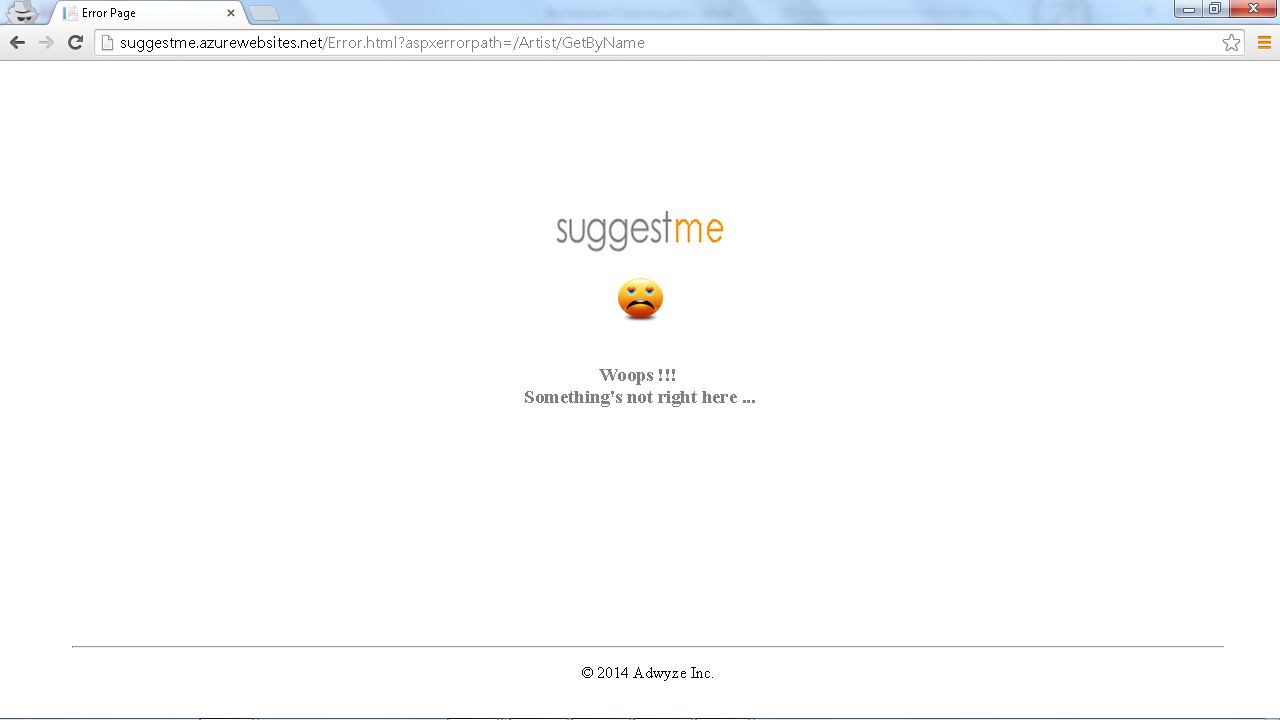 Error Page
suggestme.azurewebsites.net/Error.html?aspxerrorpath=/Artist/GetByName
suggestme
Woops !!!
Something's not right here ...
© 2014 Adwyze Inc.